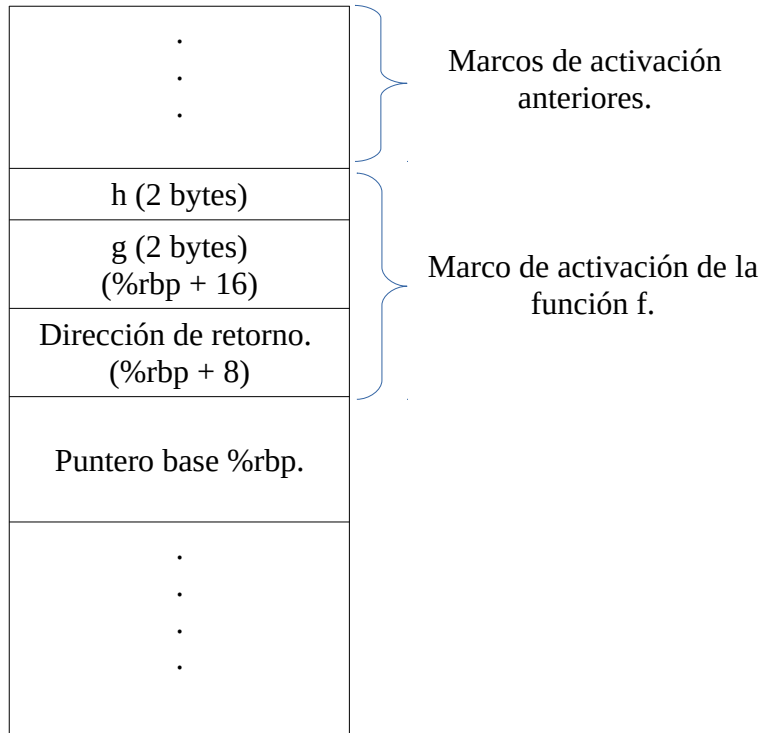 .
.
.
Marcos de activación
anteriores.
h (2 bytes)
g (2 bytes)
(%rbp + 16)
Marco de activación de la
función f.
Dirección de retorno.
(%rbp + 8)
Puntero base %rbp.
.
.
.
.